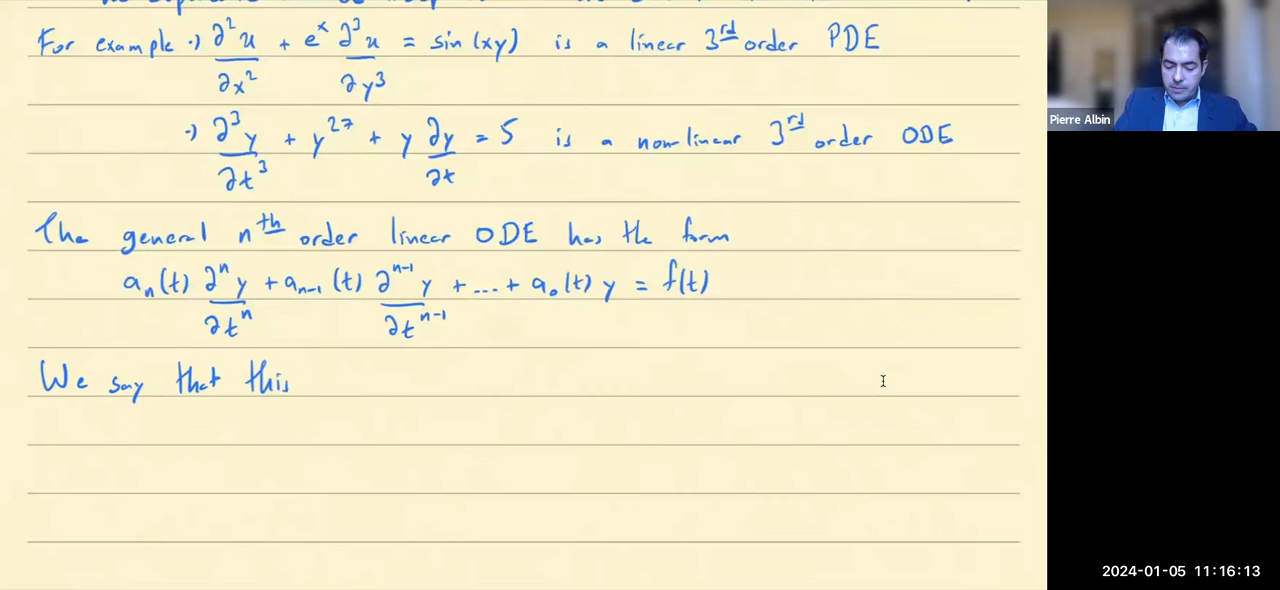 For example ·) ∂²u/∂x² + eˣ ∂³u/∂y³ = sin(xy) is a linear 3rd order PDE
·) ∂³y/∂t³ + y²⁷ + y ∂y/∂t = 5 is a nonlinear 3rd order ODE
The general nth order linear ODE has the form
aₙ(t) ∂ⁿy/∂tⁿ + aₙ₋₁(t) ∂ⁿ⁻¹y/∂tⁿ⁻¹ + ... + a₀(t) y = f(t)
We say that this
Pierre Albin
2024-01-05 11:16:13